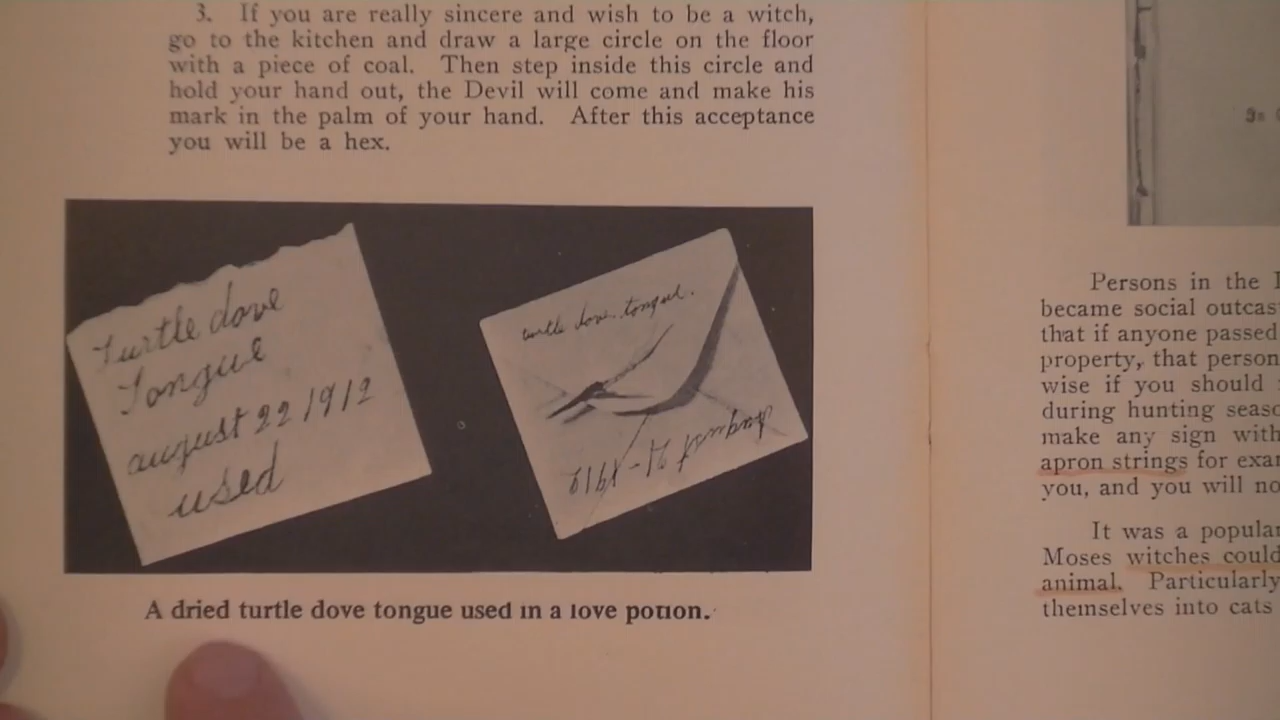 3. If you are really sincere and wish to be a witch,
go to the kitchen and draw a large circle on the floor
with a piece of coal. Then step inside this circle and
hold your hand out, the Devil will come and make his
mark in the palm of your hand. After this acceptance
you will be a hex.
Turtle dove
Tongue
august 22 1912
used
turtle dove tongue.
August 21-1912
A dried turtle dove tongue used in a love potion.
Persons in the
became social outcas
that if anyone passed
property, that person
wise if you should
during hunting seaso
make any sign with
apron strings for exa
you, and you will no
It was a popula
Moses witches could
animal. Particularly
themselves into cats